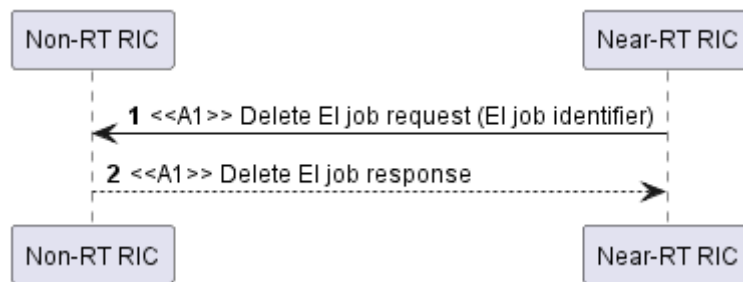 Non-RT RIC
Near-RT RIC
1 <<A1>> Delete EI job request (EI job identifier)
2 <<A1>> Delete EI job response
Non-RT RIC
Near-RT RIC